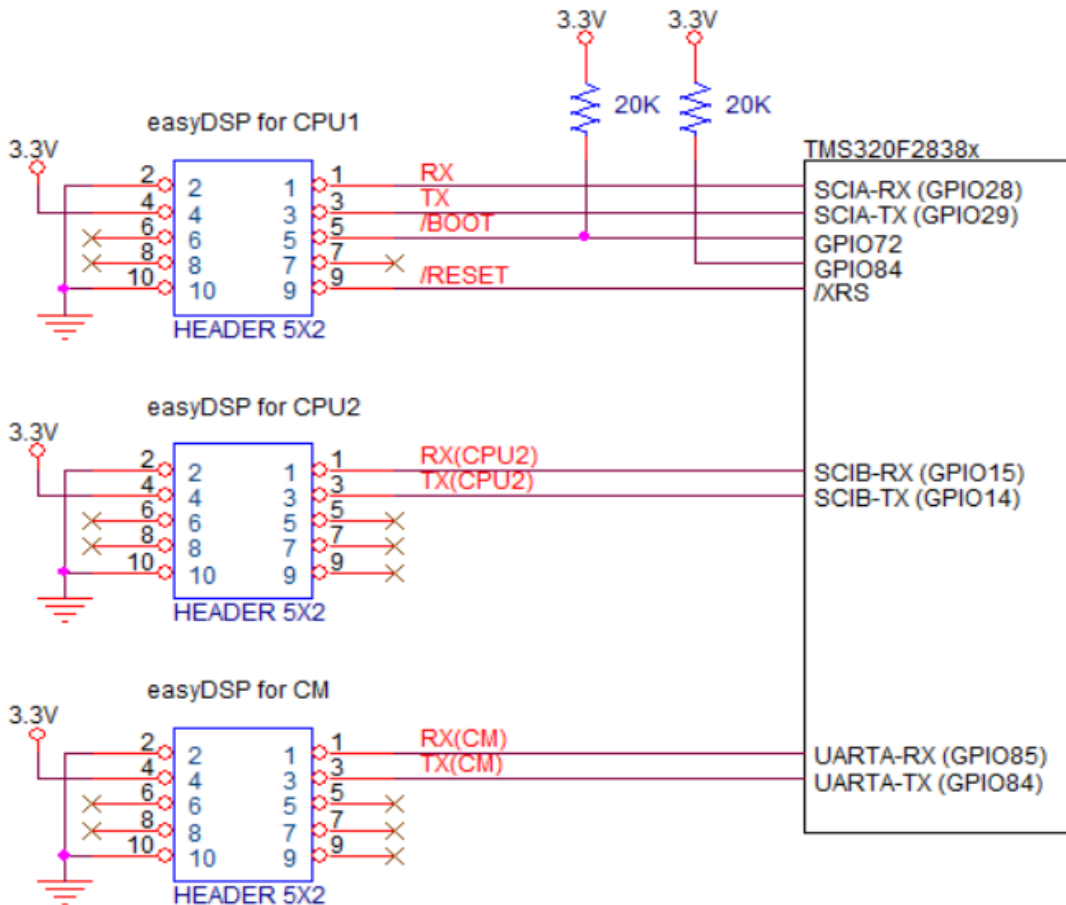 3.3V 3.3V
20K 20K
easyDSP for CPU1
TMS320F2838x
3.3V
2 2 1 1 RX SCIA-RX (GPIO28)
4 4 3 3 TX SCIA-TX (GPIO29)
6 6 5 5 /BOOT GPIO72
8 8 7 7 GPIO84
10 10 9 9 /RESET /XRS
HEADER 5X2
easyDSP for CPU2
3.3V
2 2 1 1 RX(CPU2) SCIB-RX (GPIO15)
4 4 3 3 TX(CPU2) SCIB-TX (GPIO14)
6 6 5 5
8 8 7 7
10 10 9 9
HEADER 5X2
easyDSP for CM
3.3V
2 2 1 1 RX(CM) UARTA-RX (GPIO85)
4 4 3 3 TX(CM) UARTA-TX (GPIO84)
6 6 5 5
8 8 7 7
10 10 9 9
HEADER 5X2